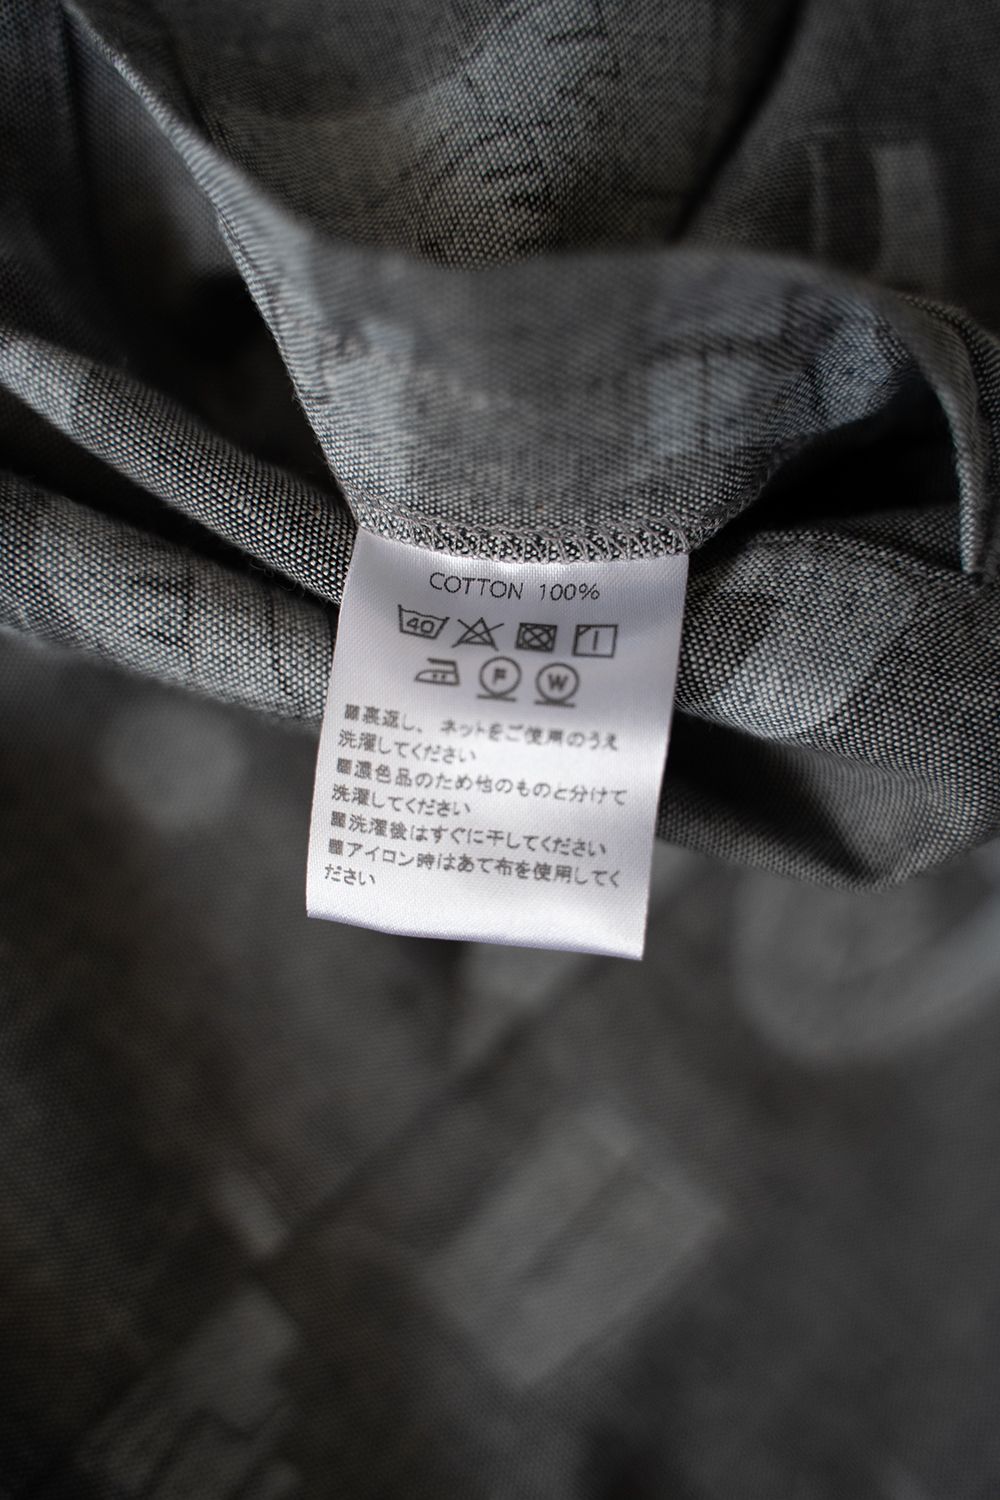 COTTON 100%
40
F W
■裏返し、ネットをご使用のうえ
洗濯してください
■濃色品のため他のものと分けて
洗濯してください
■洗濯後はすぐに干してください
■アイロン時はあて布を使用してく
ださい